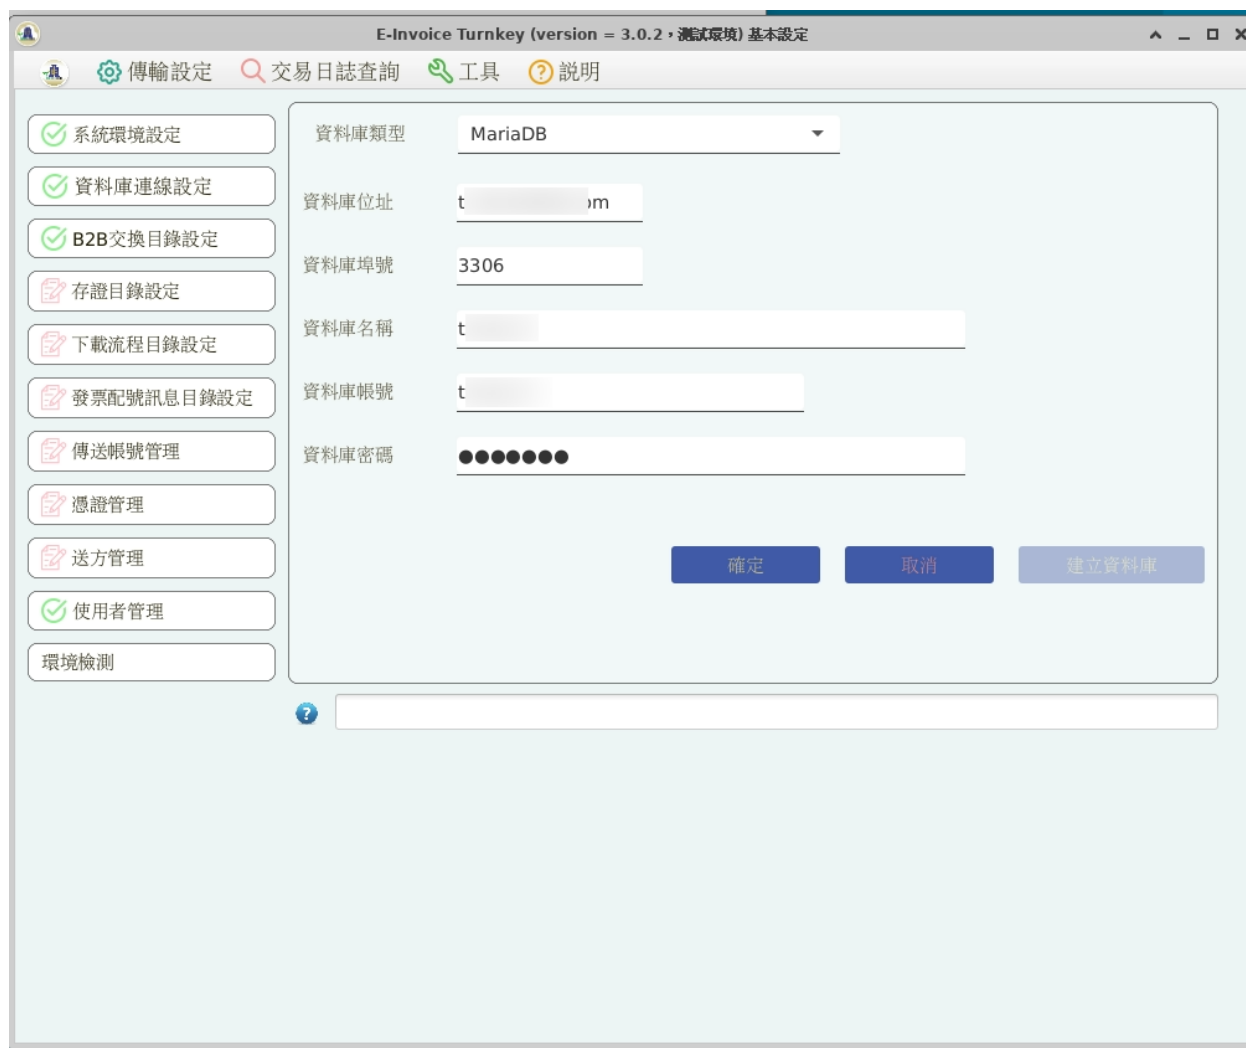 E-Invoice Turnkey (version = 3.0.2，測試環境) 基本設定
傳輸設定 交易日誌查詢 工具 說明
系統環境設定
資料庫連線設定
B2B交換目錄設定
存證目錄設定
下載流程目錄設定
發票配號訊息目錄設定
傳送帳號管理
憑證管理
送方管理
使用者管理
環境檢測
資料庫類型 MariaDB
資料庫位址 t
資料庫埠號 3306
資料庫名稱 t
資料庫帳號 t
資料庫密碼 ●●●●●●●
確定 取消 建立資料庫